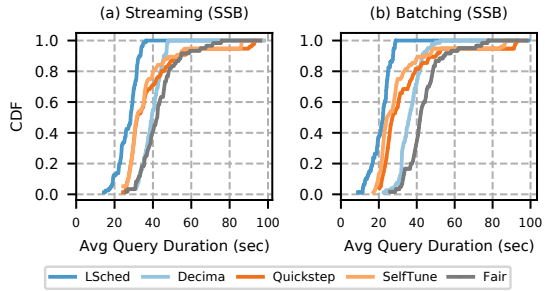 (a) Streaming (SSB)
(b) Batching (SSB)
CDF
1.0
0.8
0.6
0.4
0.2
0.0
0 20 40 60 80 100
Avg Query Duration (sec)
1.0
0.8
0.6
0.4
0.2
0.0
0 20 40 60 80 100
Avg Query Duration (sec)
LSched Decima Quickstep SelfTune Fair